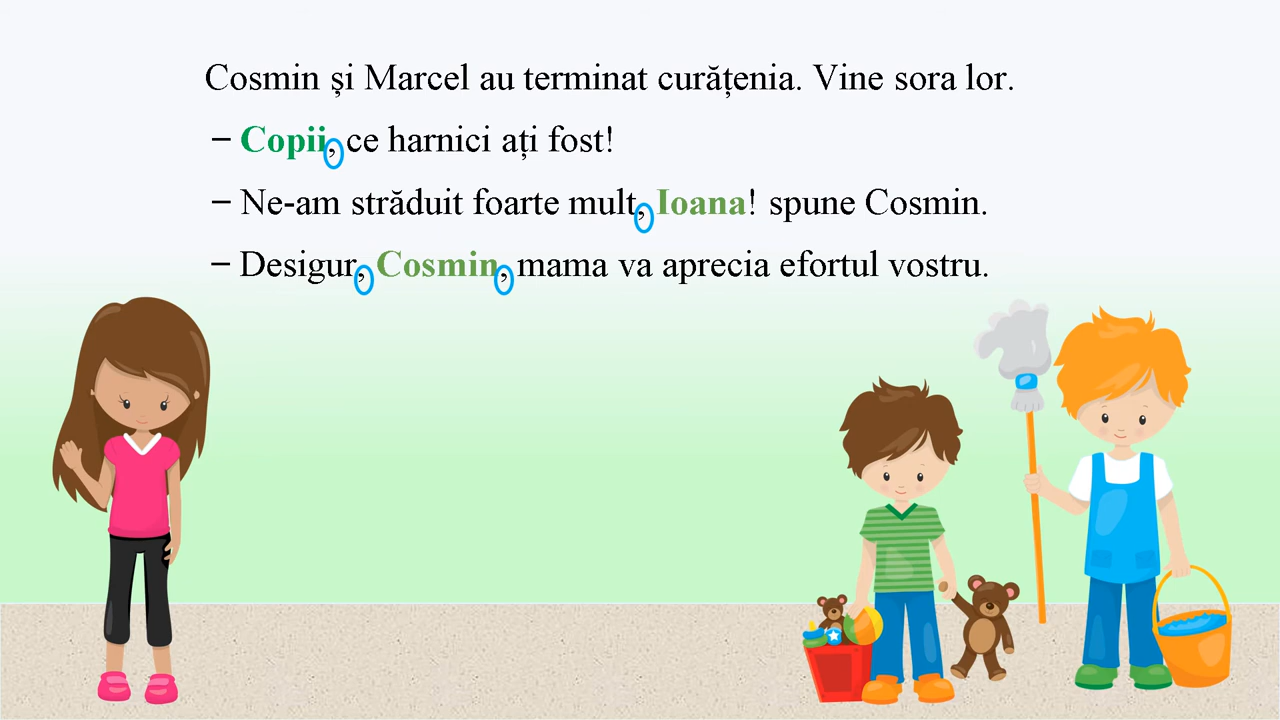 Cosmin și Marcel au terminat curățenia. Vine sora lor.
– Copii, ce harnici ați fost!
– Ne-am străduit foarte mult, Ioana! spune Cosmin.
– Desigur, Cosmin, mama va aprecia efortul vostru.